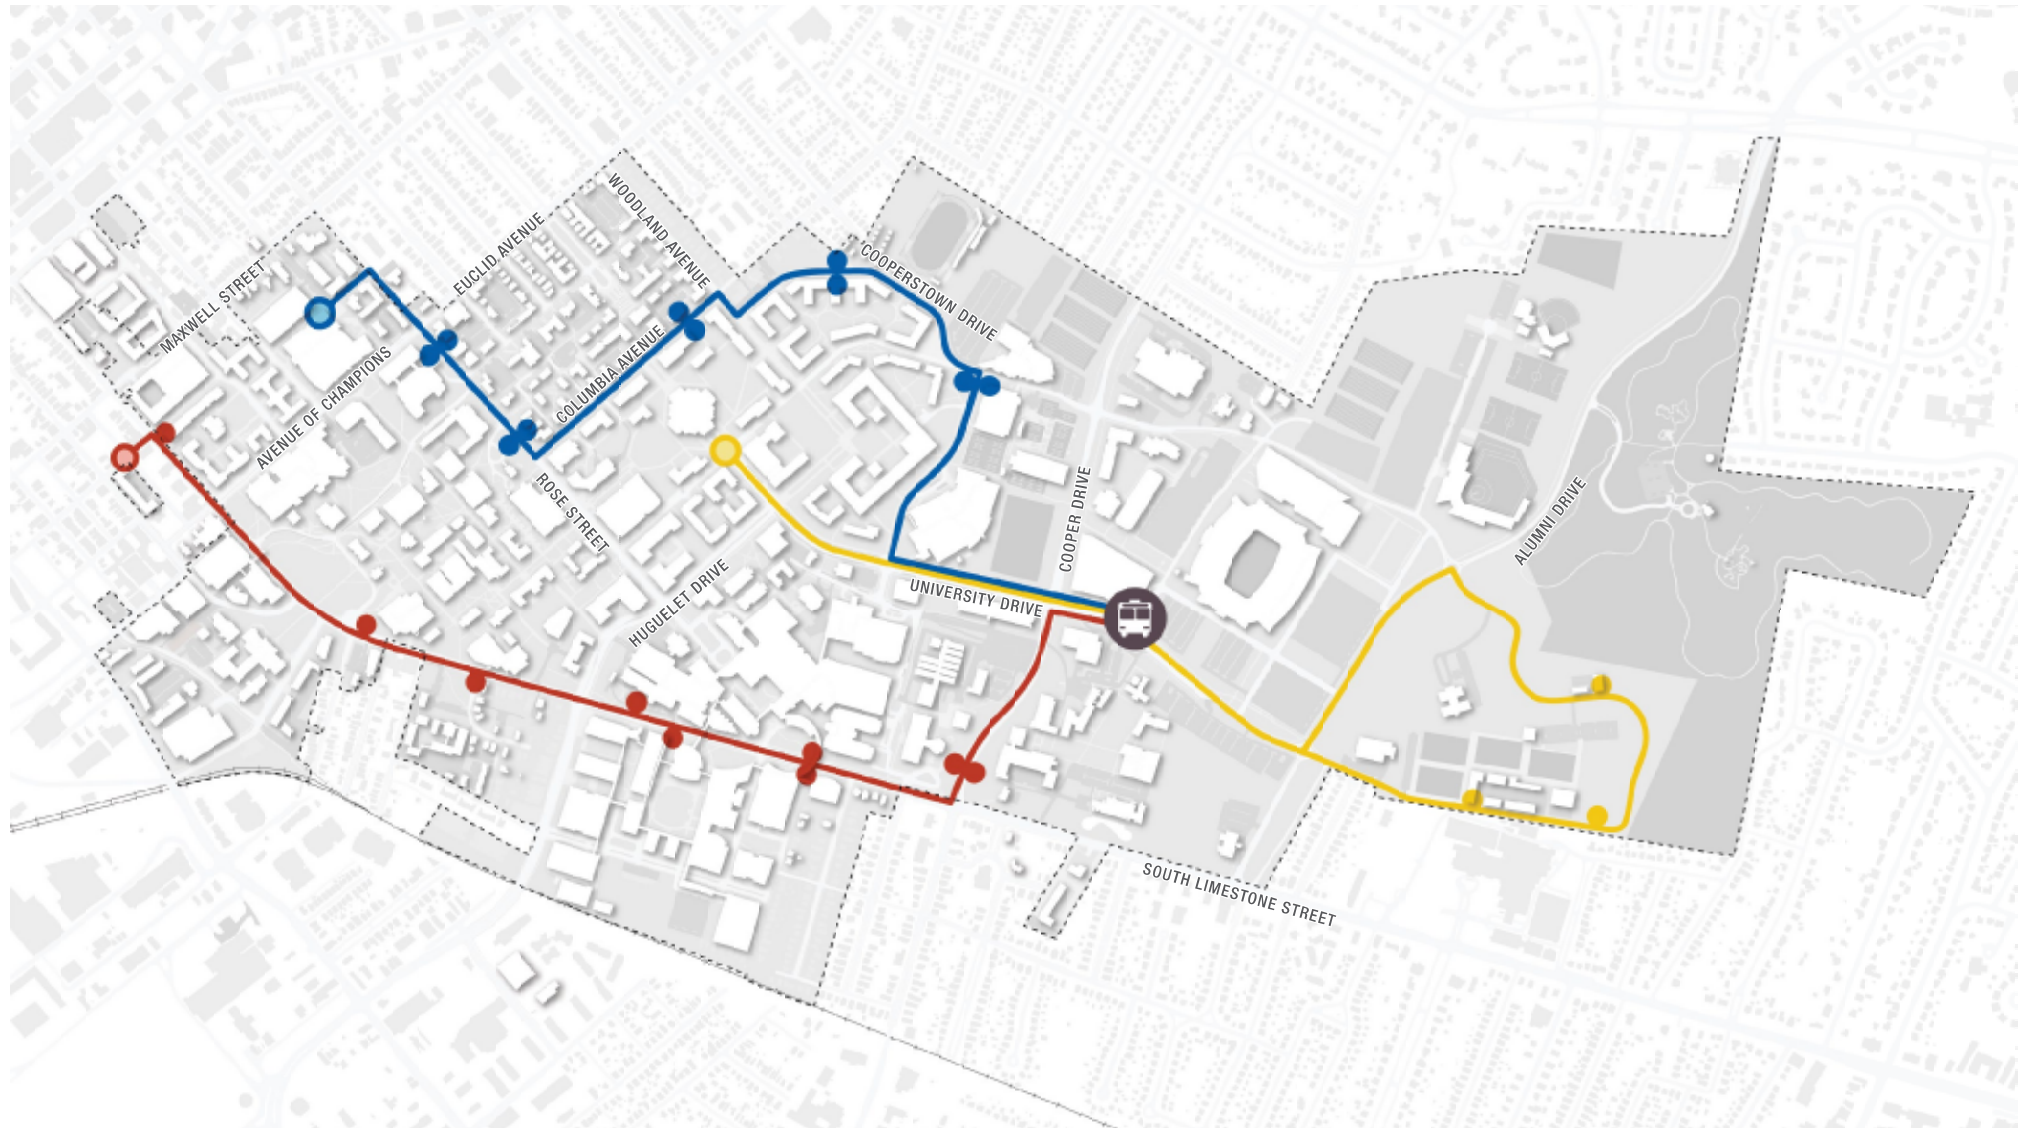 WOODLAND AVENUE
EUCLID AVENUE
MAXWELL STREET
COOPERSTOWN DRIVE
COLUMBIA AVENUE
AVENUE OF CHAMPIONS
ROSE STREET
COOPER DRIVE
ALUMNI DRIVE
HUGUELET DRIVE
UNIVERSITY DRIVE
SOUTH LIMESTONE STREET